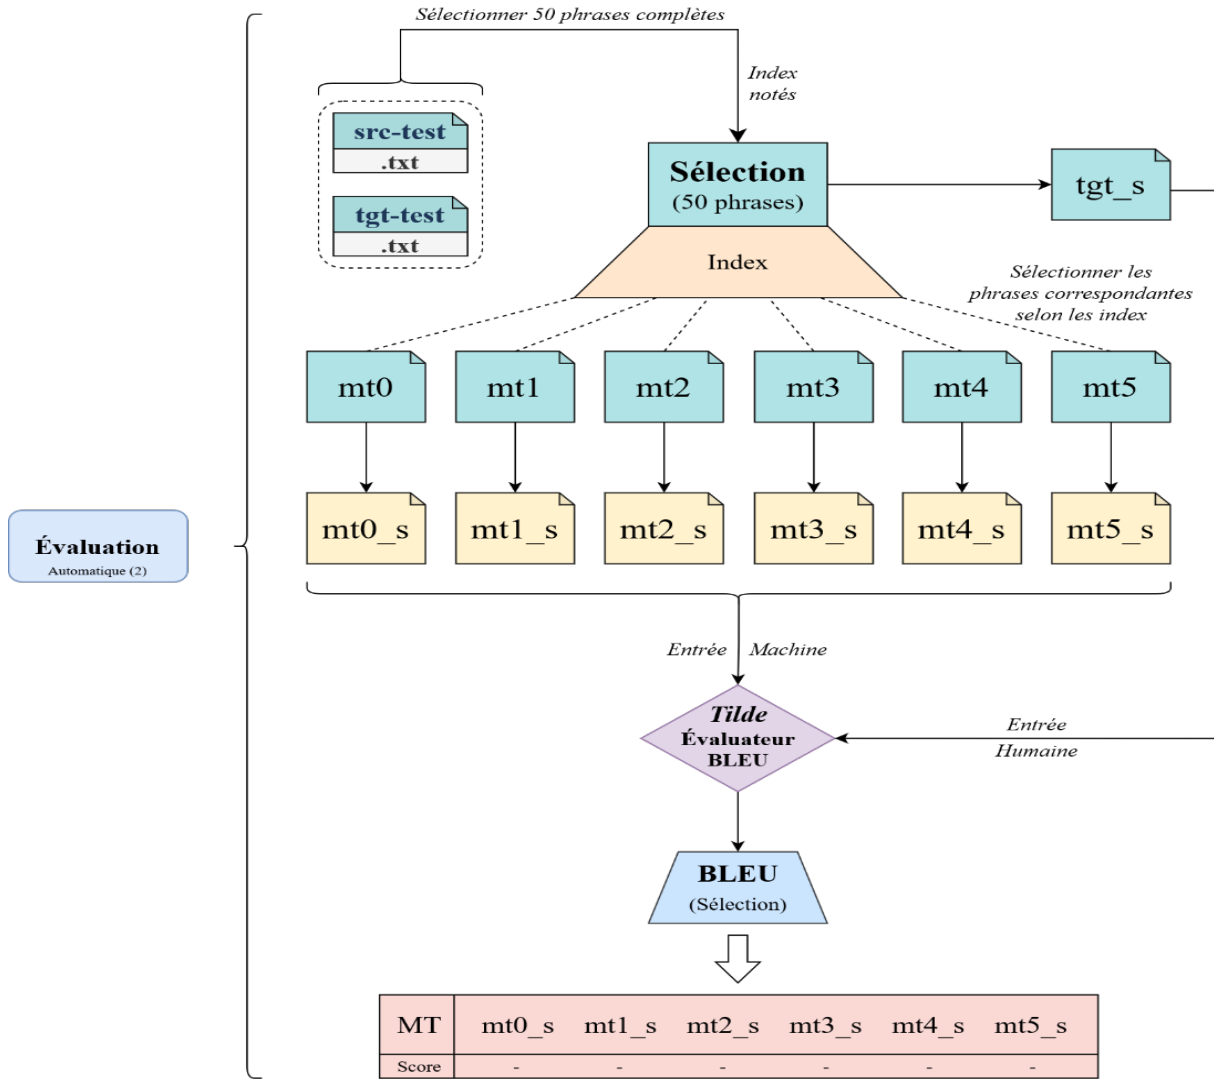 Sélectionner 50 phrases complètes
Index
notés
src-test
.txt
tgt-test
.txt
Sélection
(50 phrases)
tgt_s
Index
Sélectionner les
phrases correspondantes
selon les index
mt0 mt1 mt2 mt3 mt4 mt5
mt0_s mt1_s mt2_s mt3_s mt4_s mt5_s
Évaluation
Automatique (2)
Entrée Machine
Tilde
Évaluateur
BLEU
Entrée
Humaine
BLEU
(Sélection)
MT mt0_s mt1_s mt2_s mt3_s mt4_s mt5_s
Score - - - - - -